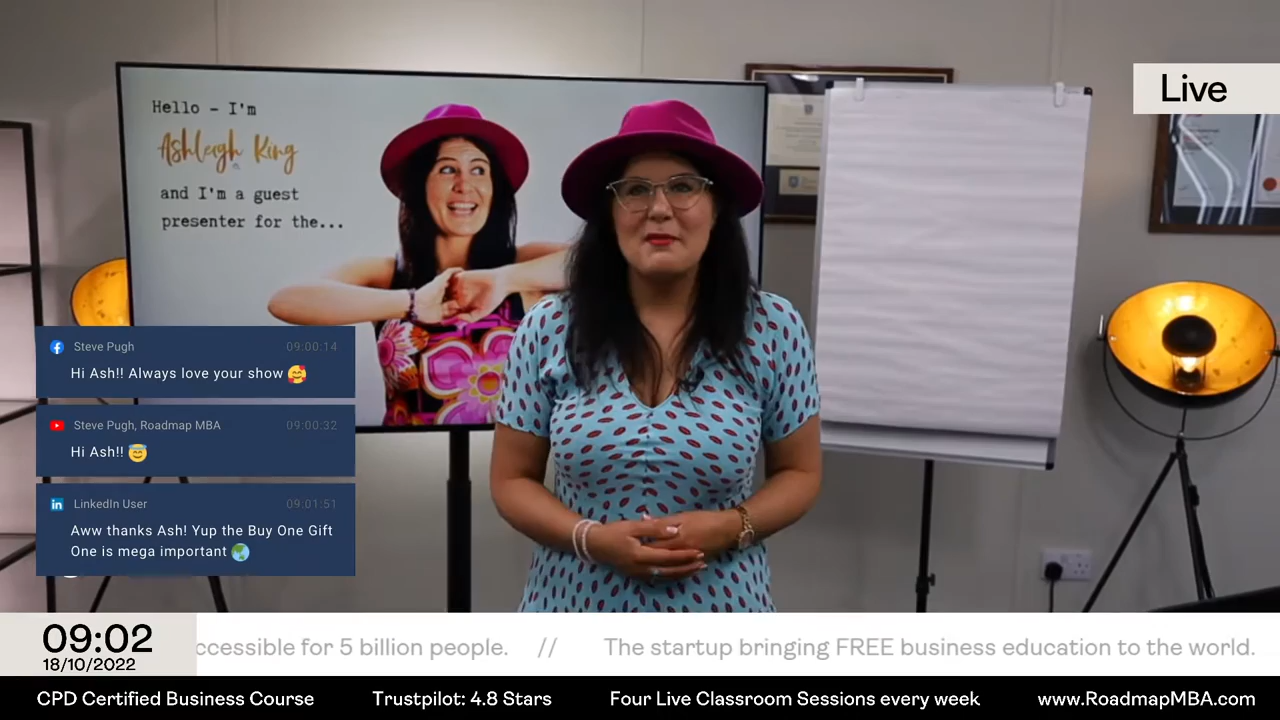 Hello - I'm
Ashleigh King
and I'm a guest
presenter for the...
Live
Steve Pugh 09:00:14
Hi Ash!! Always love your show 🥰
Steve Pugh, Roadmap MBA 09:00:32
Hi Ash!! 😇
in LinkedIn User 09:01:51
Aww thanks Ash! Yup the Buy One Gift
One is mega important 🌏
09:02
18/10/2022
ccessible for 5 billion people. // The startup bringing FREE business education to the world.
CPD Certified Business Course Trustpilot: 4.8 Stars Four Live Classroom Sessions every week www.RoadmapMBA.com